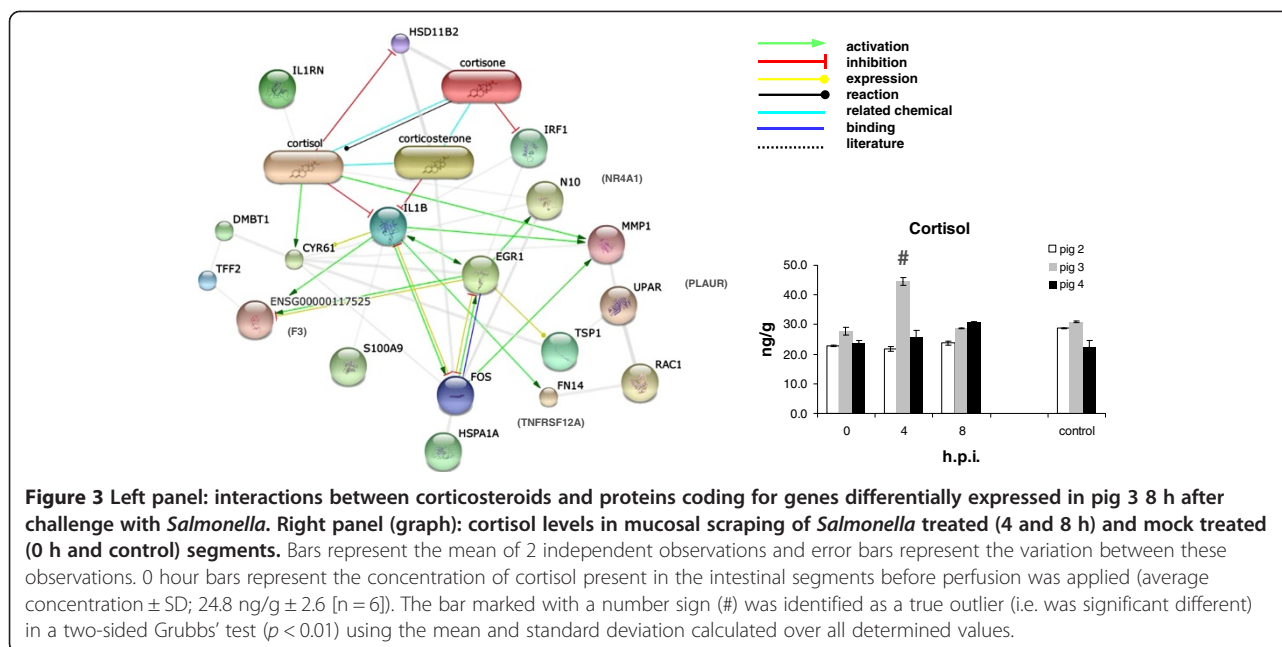 HSD11B2
cortisone
IL1RN
IRF1
cortisol
corticosterone
N10
(NR4A1)
IL1B
DMBT1
CYR61
MMP1
EGR1
TFF2
(PLAUR)
UPAR
ENSG00000117525
(F3)
TSP1
S100A9
RAC1
FOS
FN14
(TNFRSF12A)
HSPA1A
activation
inhibition
expression
reaction
related chemical
binding
literature
Cortisol
#
pig 2
pig 3
pig 4
50.0
40.0
30.0
20.0
10.0
0.0
ng/g
0 4 8 control
h.p.i.
Figure 3 Left panel: interactions between corticosteroids and proteins coding for genes differentially expressed in pig 3 8 h after
challenge with Salmonella. Right panel (graph): cortisol levels in mucosal scraping of Salmonella treated (4 and 8 h) and mock treated
(0 h and control) segments. Bars represent the mean of 2 independent observations and error bars represent the variation between these
observations. 0 hour bars represent the concentration of cortisol present in the intestinal segments before perfusion was applied (average
concentration ± SD; 24.8 ng/g ± 2.6 [n = 6]). The bar marked with a number sign (#) was identified as a true outlier (i.e. was significant different)
in a two-sided Grubbs' test (p < 0.01) using the mean and standard deviation calculated over all determined values.